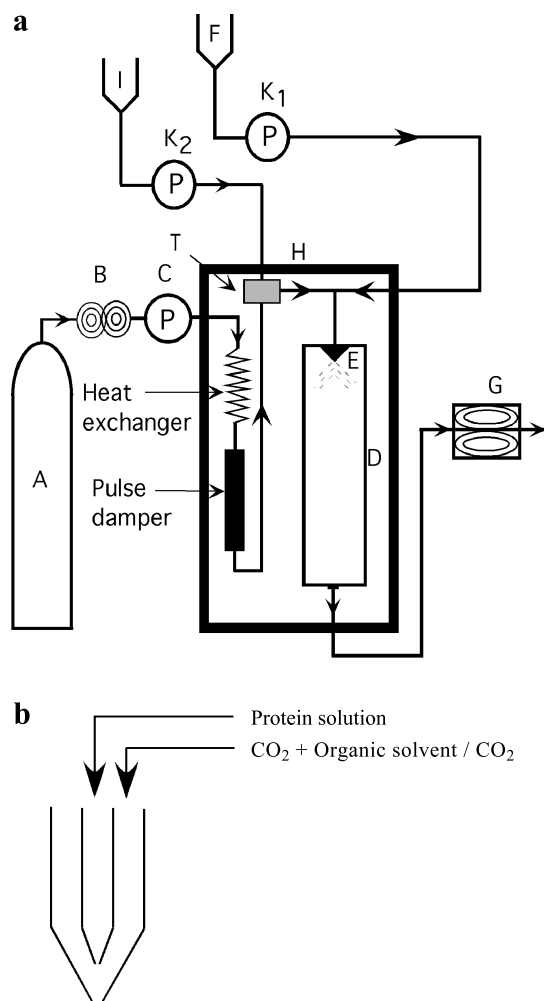 a
F
I
K1
P
K2
P
T
H
B
C
P
E
G
Heat
exchanger
D
A
Pulse
damper
b
Protein solution
CO2 + Organic solvent / CO2